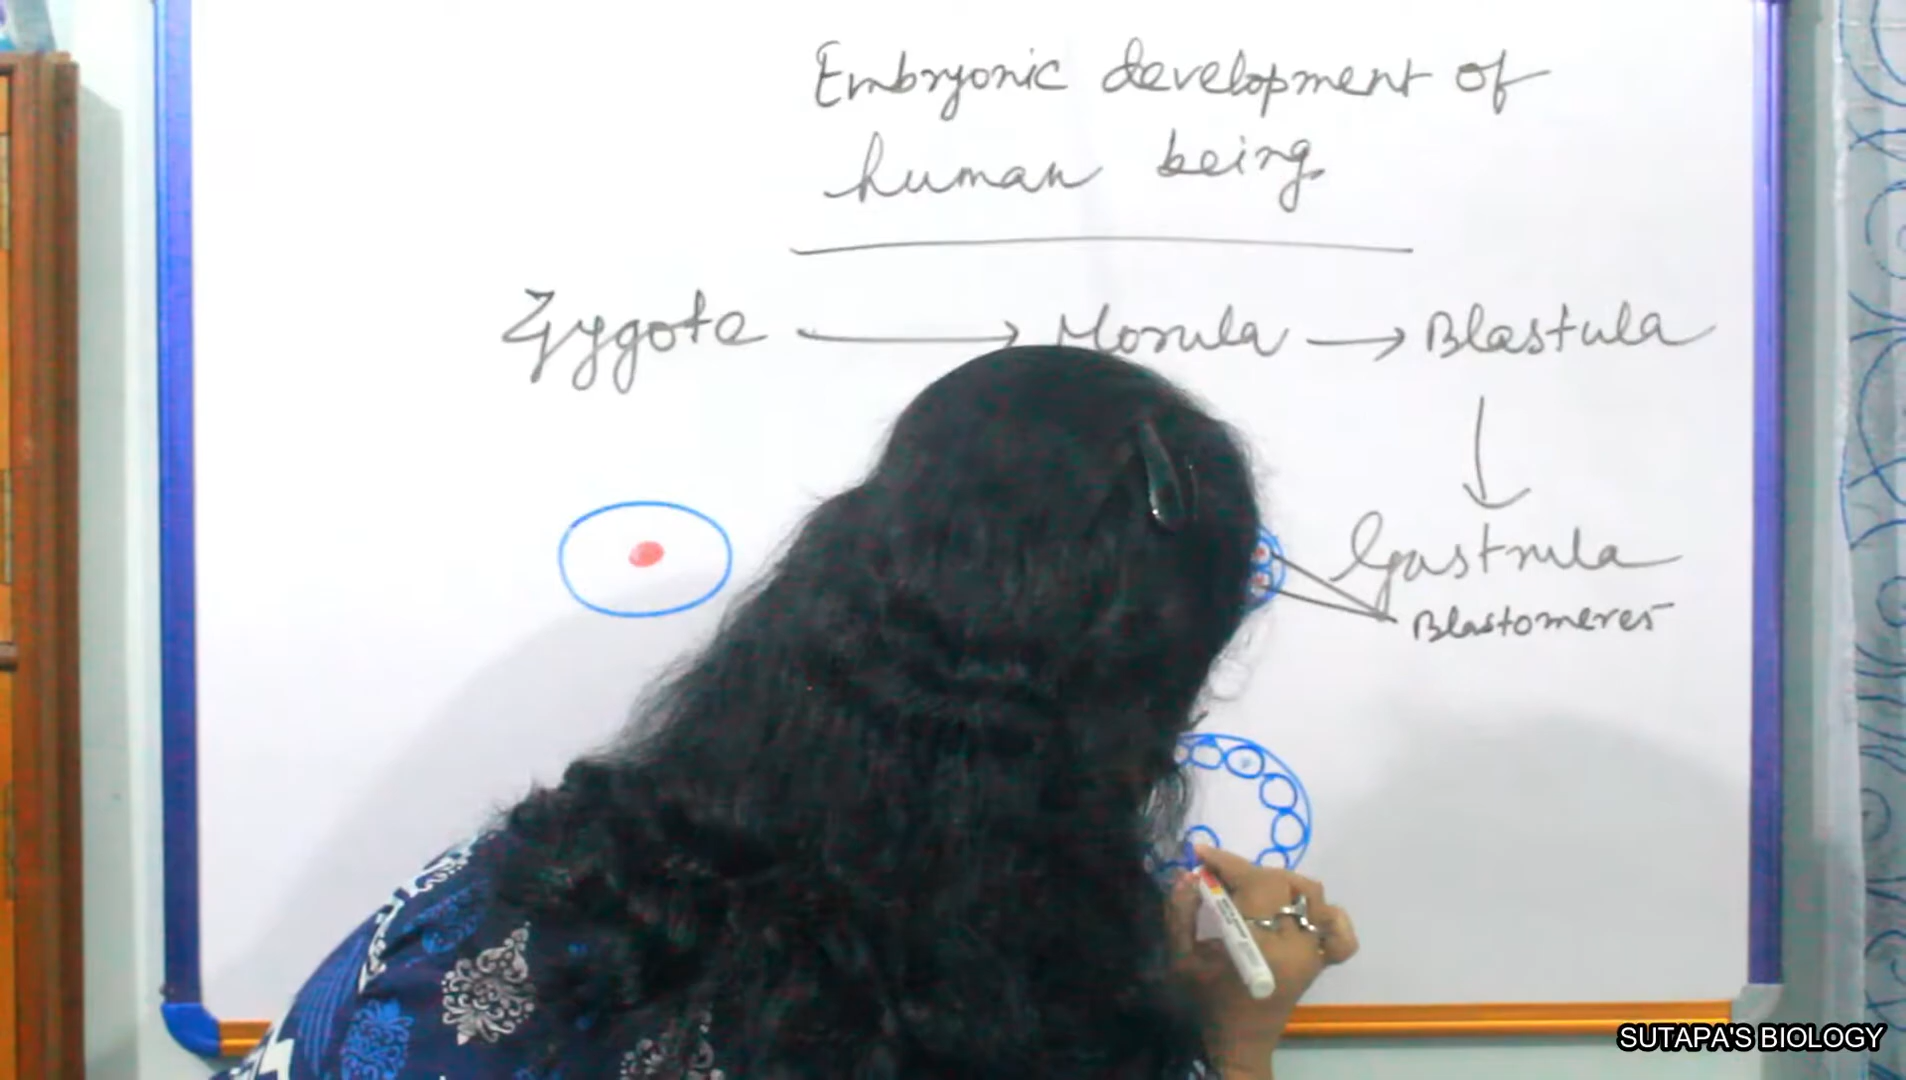 Embryonic development of
human being
Zygote → Morula → Blastula
↓
Gastrula
Blastomeres
SUTAPA'S BIOLOGY